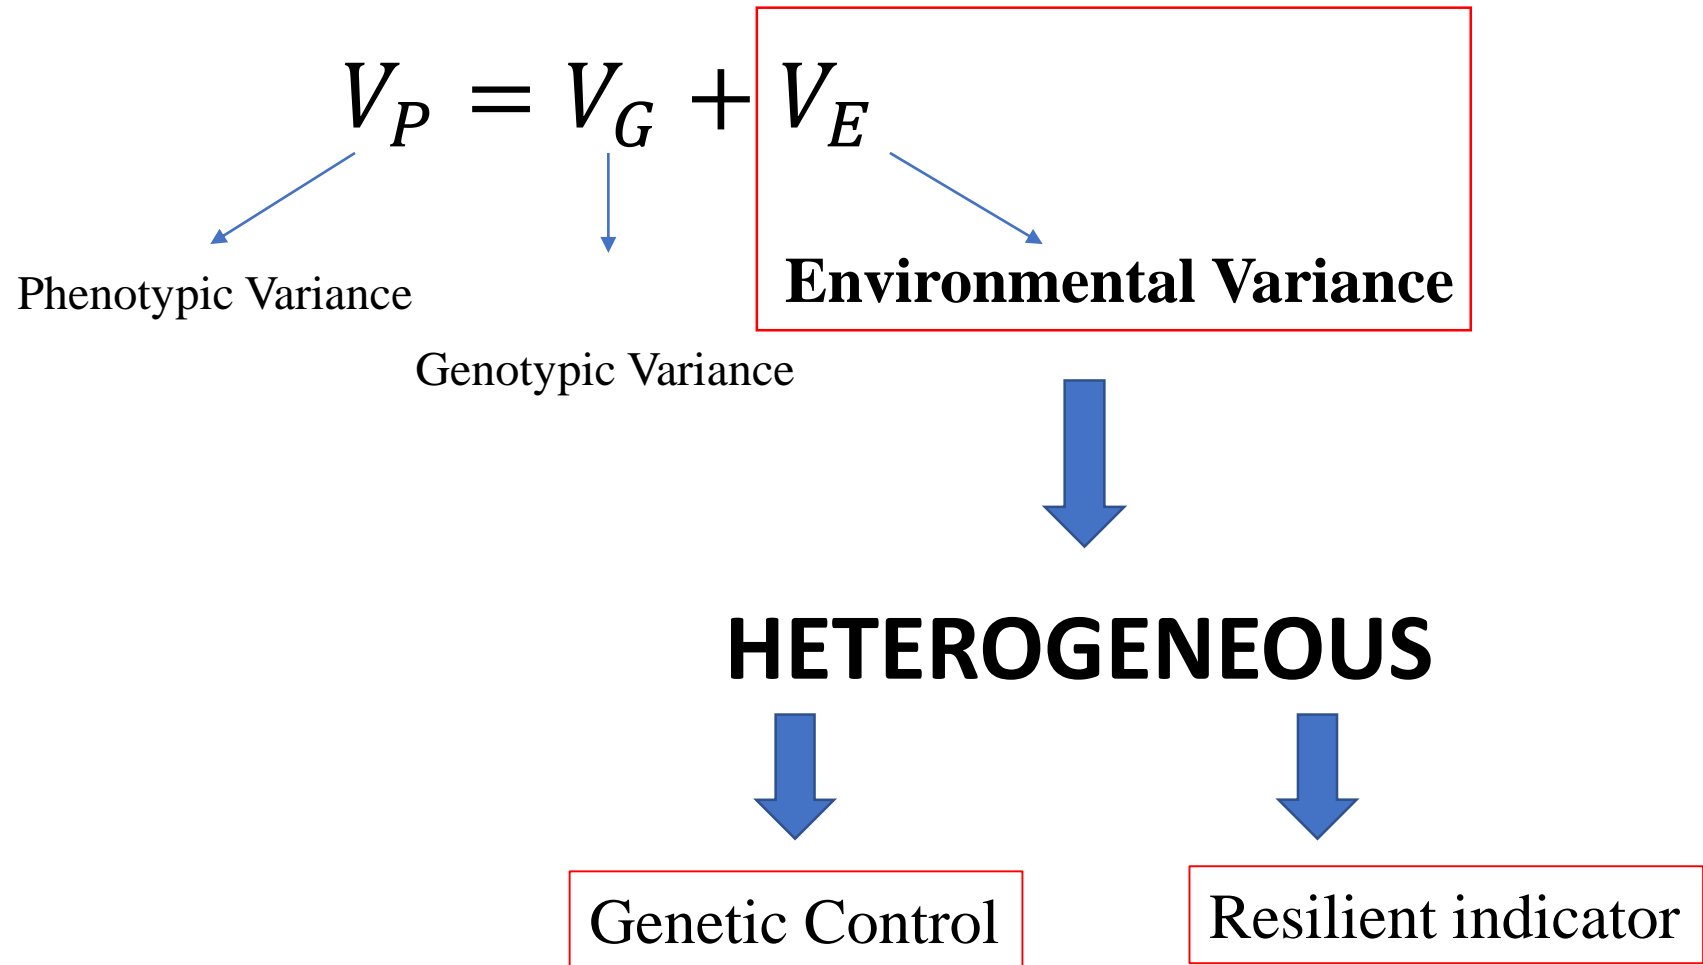 V_P = V_G + V_E
Environmental Variance
Phenotypic Variance
Genotypic Variance
HETEROGENEOUS
Genetic Control
Resilient indicator